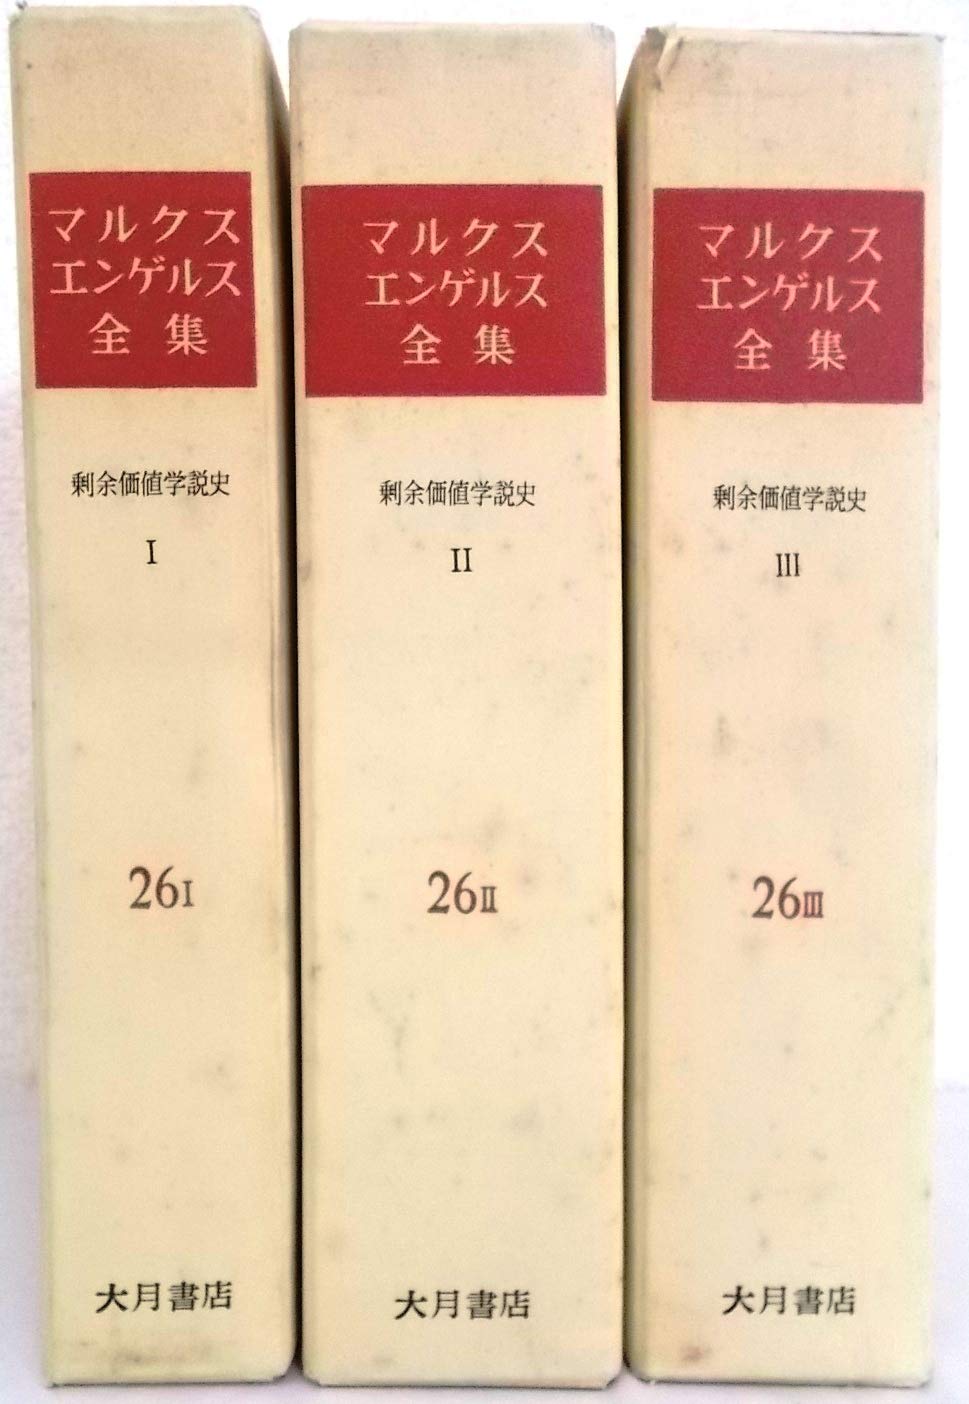 マルクス
エンゲルス
全集
剰余価値学説史
I
26I
大月書店
マルクス
エンゲルス
全集
剰余価値学説史
II
26II
大月書店
マルクス
エンゲルス
全集
剰余価値学説史
III
26III
大月書店